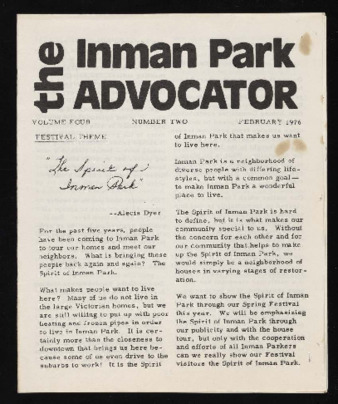 the Inman Park
ADVOCATOR
VOLUME FOUR NUMBER TWO FEBRUARY 1976
FESTIVAL THEME
"The Spirit of
Inman Park"
--Alecia Dyer
For the past five years, people
have been coming to Inman Park
to tour our homes and meet our
neighbors. What is bringing these
people back again and again? The
Spirit of Inman Park.
What makes people want to live
here? Many of us do not live in
the large Victorian homes, but we
are still willing to put up with poor
heating and frozen pipes in order
to live in Inman Park. It is cer-
tainly more than the closeness to
downtown that brings us here be-
cause some of us even drive to the
suburbs to work! It is the Spirit
of Inman Park that makes us want
to live here.
Inman Park is a neighborhood of
diverse people with differing life-
styles, but with a common goal—
to make Inman Park a wonderful
place to live.
The Spirit of Inman Park is hard
to define, but it is what makes our
community special to us. Without
the concern for each other and for
our community that helps to make
up the Spirit of Inman Park, we
would simply be a neighborhood of
houses in varying stages of restor-
ation.
We want to show the Spirit of Inman
Park through our Spring Festival
this year. We will be emphasizing
the Spirit of Inman Park through
our publicity and with the house
tour, but only with the cooperation
and efforts of all Inman Parkers
can we really show our Festival
visitors the Spirit of Inman Park.